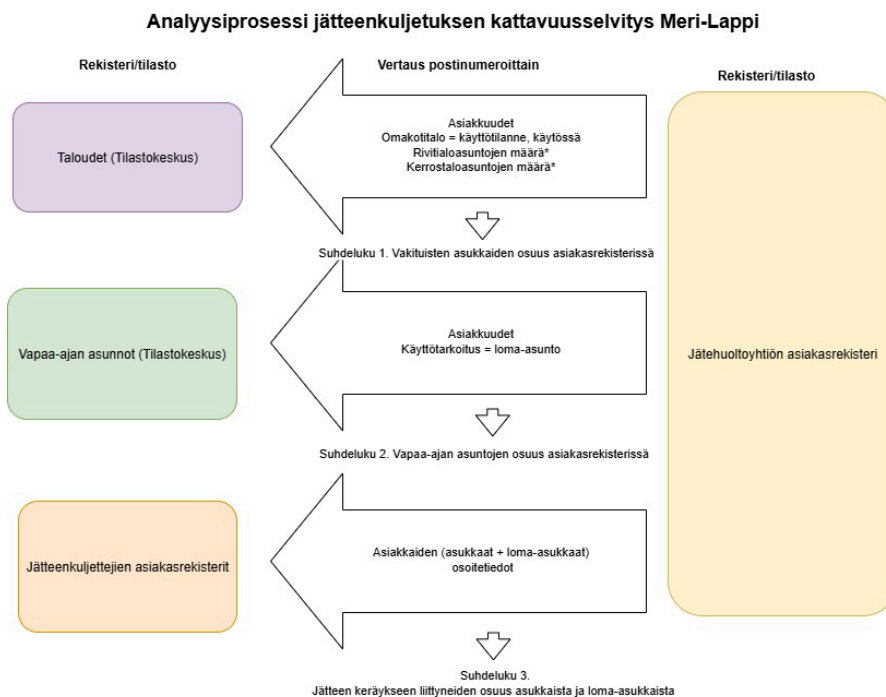 Analyysiprosessi jätteenkuljetuksen kattavuusselvitys Meri-Lappi
Rekisteri/tilasto
Vertaus postinumeroittain
Rekisteri/tilasto
Taloudet (Tilastokeskus)
Asiakkuudet
Omakotitalo = käyttötilanne, käytössä
Rivitialoasuntojen määrä*
Kerrostaloasuntojen määrä*
Suhdeluku 1. Vakituisten asukkaiden osuus asiakasrekisterissä
Vapaa-ajan asunnot (Tilastokeskus)
Asiakkuudet
Käyttötarkoitus = loma-asunto
Jätehuoltoyhtiön asiakasrekisteri
Suhdeluku 2. Vapaa-ajan asuntojen osuus asiakasrekisterissä
Jätteenkuljettejien asiakasrekisterit
Asiakkaiden (asukkaat + loma-asukkaat)
osoitetiedot
Suhdeluku 3.
Jätteen keräykseen liittyneiden osuus asukkaista ja loma-asukkaista